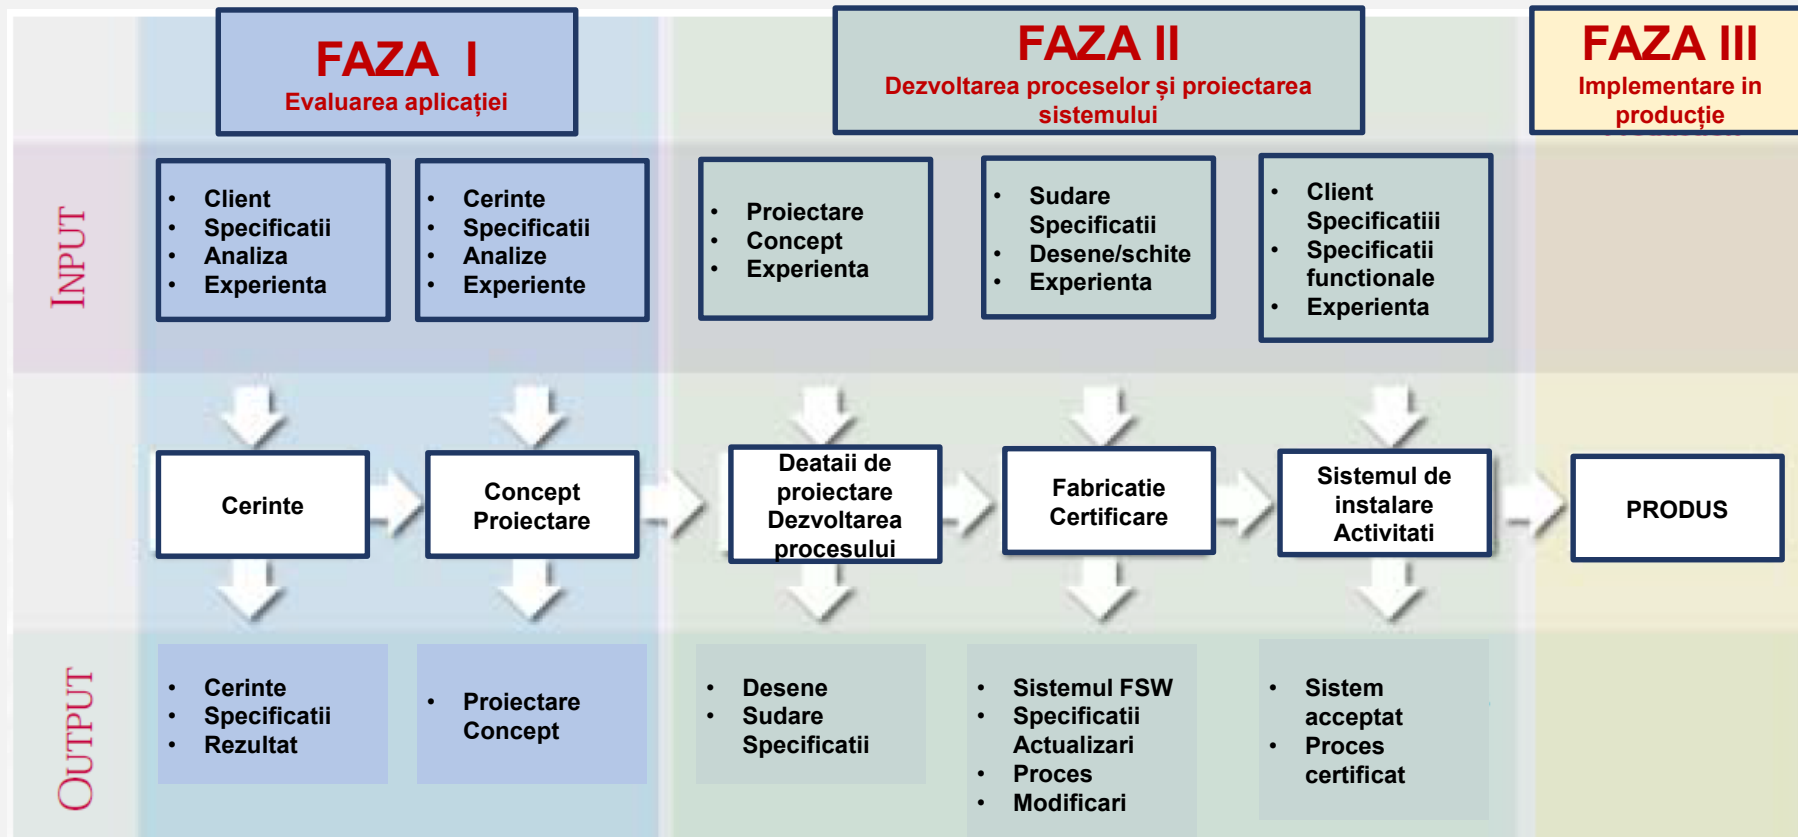 FAZA I
Evaluarea aplicației
FAZA II
Dezvoltarea proceselor și proiectarea
sistemului
FAZA III
Implementare in
producție
INPUT
• Client
• Specificatii
• Analiza
• Experienta
• Cerinte
• Specificatii
• Analize
• Experiente
• Proiectare
• Concept
• Experienta
• Sudare
Specificatii
• Desene/schite
• Experienta
• Client
Specificatiii
• Specificatii
functionale
• Experienta
Cerinte
Concept
Proiectare
Deataii de
proiectare
Dezvoltarea
procesului
Fabricatie
Certificare
Sistemul de
instalare
Activitati
PRODUS
OUTPUT
• Cerinte
• Specificatii
• Rezultat
• Proiectare
Concept
• Desene
• Sudare
Specificatii
• Sistemul FSW
• Specificatii
Actualizari
• Proces
• Modificari
• Sistem
acceptat
• Proces
certificat